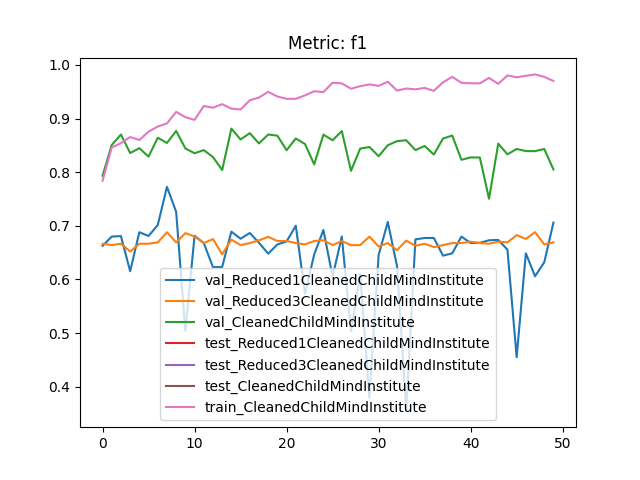 Metric: f1
1.0
0.9
0.8
0.7
0.6
0.5
0.4
val_Reduced1CleanedChildMindInstitute
val_Reduced3CleanedChildMindInstitute
val_CleanedChildMindInstitute
test_Reduced1CleanedChildMindInstitute
test_Reduced3CleanedChildMindInstitute
test_CleanedChildMindInstitute
train_CleanedChildMindInstitute
0 10 20 30 40 50